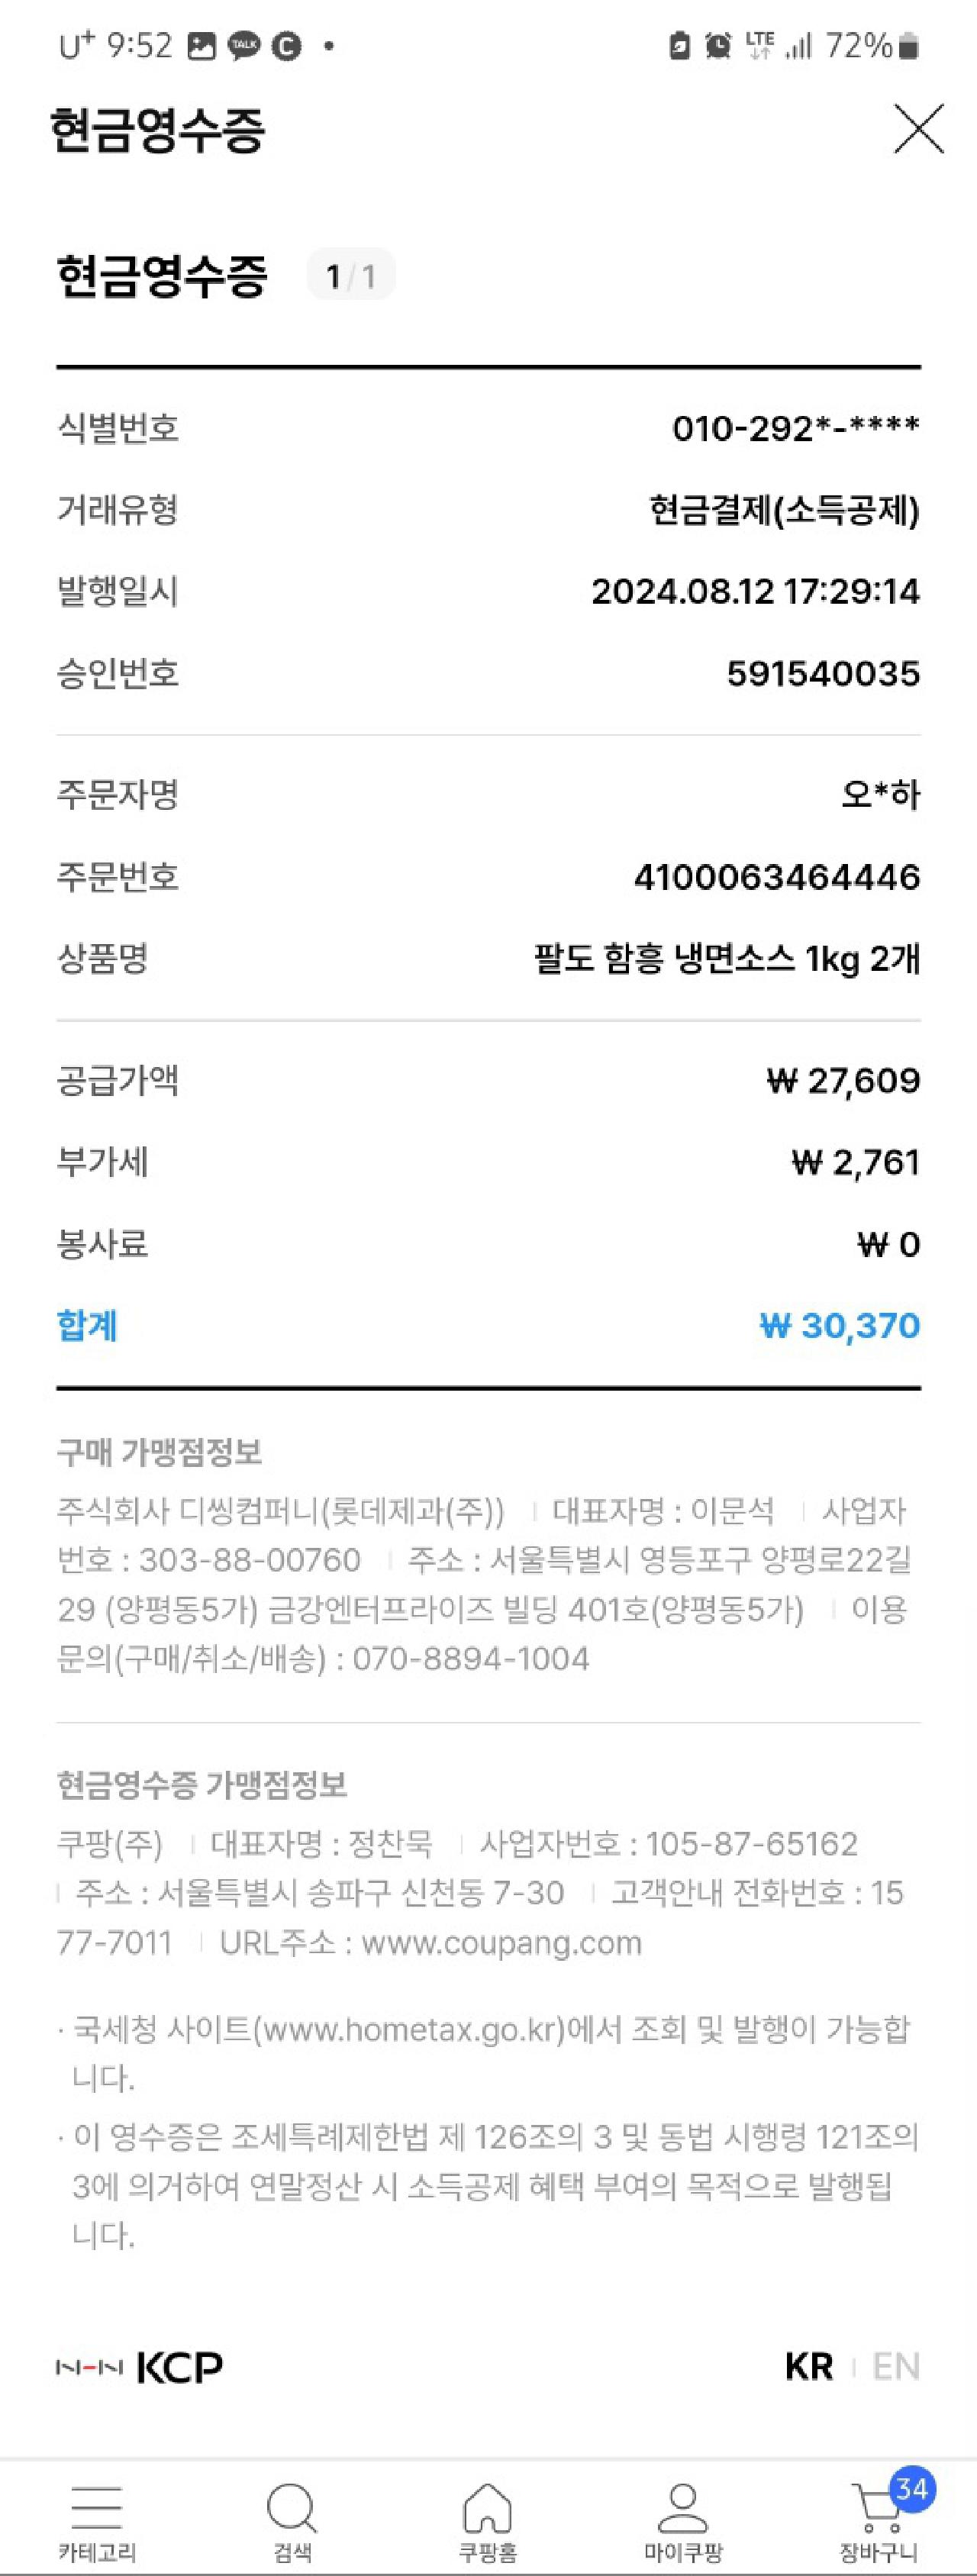 U+ 9:52 TALK C LTE 72%
현금영수증
현금영수증 1/1
식별번호 010-292*-****
거래유형 현금결제(소득공제)
발행일시 2024.08.12 17:29:14
승인번호 591540035
주문자명 오*하
주문번호 4100063464446
상품명 팔도 함흥 냉면소스 1kg 2개
공급가액 ₩ 27,609
부가세 ₩ 2,761
봉사료 ₩ 0
합계 ₩ 30,370
구매 가맹점정보
주식회사 디씽컴퍼니(롯데제과(주)) | 대표자명 : 이문석 | 사업자
번호 : 303-88-00760 | 주소 : 서울특별시 영등포구 양평로22길
29 (양평동5가) 금강엔터프라이즈 빌딩 401호(양평동5가) | 이용
문의(구매/취소/배송) : 070-8894-1004
현금영수증 가맹점정보
쿠팡(주) | 대표자명 : 정찬묵 | 사업자번호 : 105-87-65162
| 주소 : 서울특별시 송파구 신천동 7-30 | 고객안내 전화번호 : 15
77-7011 | URL주소 : www.coupang.com
· 국세청 사이트(www.hometax.go.kr)에서 조회 및 발행이 가능합
니다.
· 이 영수증은 조세특례제한법 제 126조의 3 및 동법 시행령 121조의
3에 의거하여 연말정산 시 소득공제 혜택 부여의 목적으로 발행됩
니다.
NHN KCP KR | EN
34
카테고리 검색 쿠팡홈 마이쿠팡 장바구니